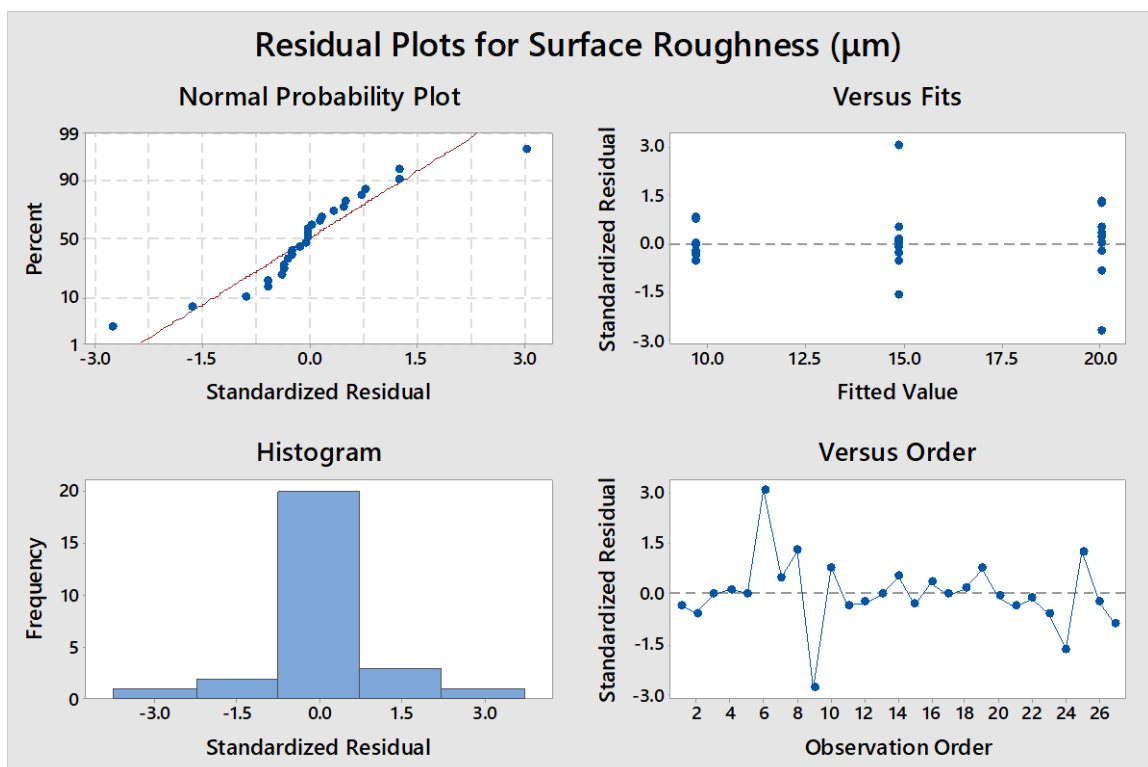 Residual Plots for Surface Roughness (μm)
Normal Probability Plot
99
90
50
10
1
Percent
-3.0 -1.5 0.0 1.5 3.0
Standardized Residual
Versus Fits
3.0
1.5
0.0
-1.5
-3.0
Standardized Residual
10.0 12.5 15.0 17.5 20.0
Fitted Value
Histogram
20
15
10
5
0
Frequency
-3.0 -1.5 0.0 1.5 3.0
Standardized Residual
Versus Order
3.0
1.5
0.0
-1.5
-3.0
Standardized Residual
2 4 6 8 10 12 14 16 18 20 22 24 26
Observation Order